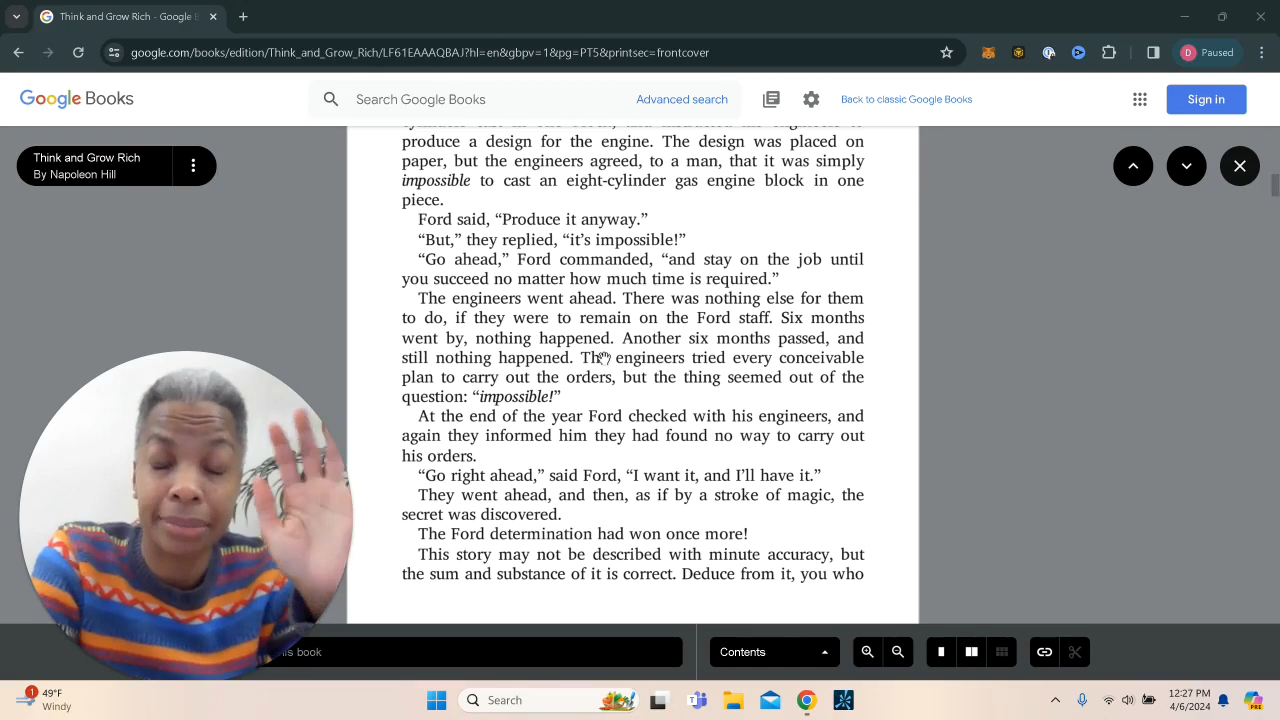 Think and Grow Rich - Google B
google.com/books/edition/Think_and_Grow_Rich/LF61EAAAQBAJ?hl=en&gbpv=1&pg=PT5&printsec=frontcover
D Paused
Google Books
Search Google Books
Advanced search
Back to classic Google Books
Sign in
Think and Grow Rich
By Napoleon Hill
produce a design for the engine. The design was placed on
paper, but the engineers agreed, to a man, that it was simply
impossible to cast an eight-cylinder gas engine block in one
piece.
Ford said, “Produce it anyway.”
“But,” they replied, “it’s impossible!”
“Go ahead,” Ford commanded, “and stay on the job until
you succeed no matter how much time is required.”
The engineers went ahead. There was nothing else for them
to do, if they were to remain on the Ford staff. Six months
went by, nothing happened. Another six months passed, and
still nothing happened. The engineers tried every conceivable
plan to carry out the orders, but the thing seemed out of the
question: “impossible!”
At the end of the year Ford checked with his engineers, and
again they informed him they had found no way to carry out
his orders.
“Go right ahead,” said Ford, “I want it, and I’ll have it.”
They went ahead, and then, as if by a stroke of magic, the
secret was discovered.
The Ford determination had won once more!
This story may not be described with minute accuracy, but
the sum and substance of it is correct. Deduce from it, you who
his book
Contents
1
49°F
Windy
Search
PRE
12:27 PM
4/6/2024